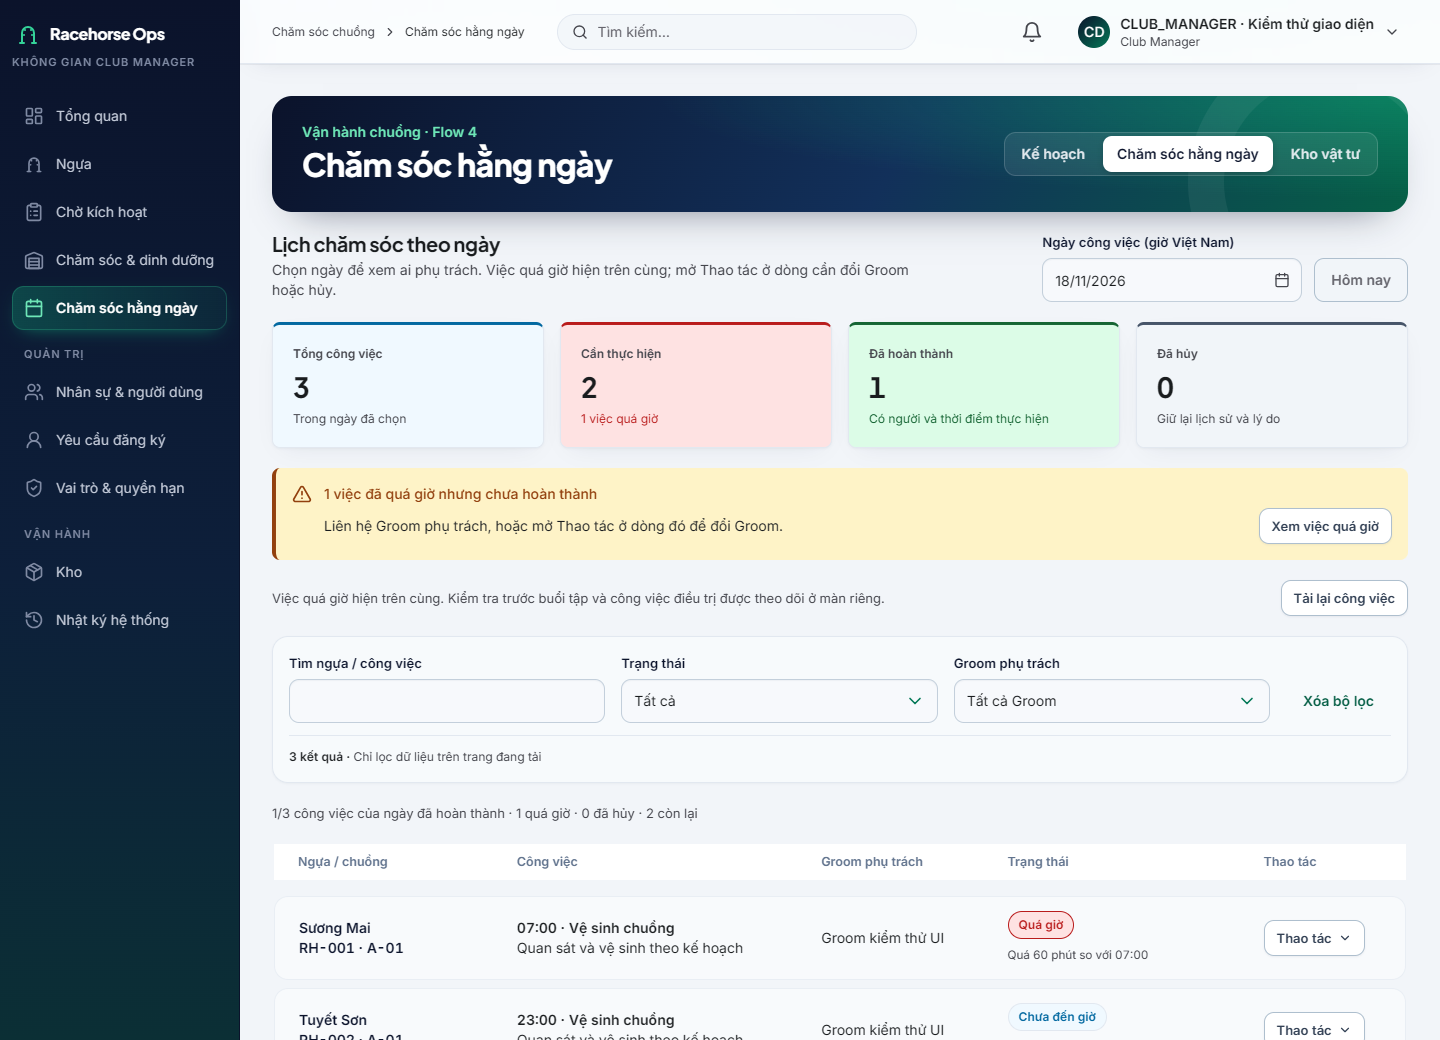 Racehorse Ops
KHÔNG GIAN CLUB MANAGER
Tổng quan
Ngựa
Chờ kích hoạt
Chăm sóc & dinh dưỡng
Chăm sóc hằng ngày
QUẢN TRỊ
Nhân sự & người dùng
Yêu cầu đăng ký
Vai trò & quyền hạn
VẬN HÀNH
Kho
Nhật ký hệ thống
Chăm sóc chuồng > Chăm sóc hằng ngày
Tìm kiếm...
CD
CLUB_MANAGER · Kiểm thử giao diện
Club Manager
Vận hành chuồng · Flow 4
Chăm sóc hằng ngày
Kế hoạch
Chăm sóc hằng ngày
Kho vật tư
Lịch chăm sóc theo ngày
Chọn ngày để xem ai phụ trách. Việc quá giờ hiện trên cùng; mở Thao tác ở dòng cần đổi Groom
hoặc hủy.
Ngày công việc (giờ Việt Nam)
18/11/2026
Hôm nay
Tổng công việc
3
Trong ngày đã chọn
Cần thực hiện
2
1 việc quá giờ
Đã hoàn thành
1
Có người và thời điểm thực hiện
Đã hủy
0
Giữ lại lịch sử và lý do
1 việc đã quá giờ nhưng chưa hoàn thành
Liên hệ Groom phụ trách, hoặc mở Thao tác ở dòng đó để đổi Groom.
Xem việc quá giờ
Việc quá giờ hiện trên cùng. Kiểm tra trước buổi tập và công việc điều trị được theo dõi ở màn riêng.
Tải lại công việc
Tìm ngựa / công việc
Trạng thái
Tất cả
Groom phụ trách
Tất cả Groom
Xóa bộ lọc
3 kết quả · Chỉ lọc dữ liệu trên trang đang tải
1/3 công việc của ngày đã hoàn thành · 1 quá giờ · 0 đã hủy · 2 còn lại
Ngựa / chuồng
Công việc
Groom phụ trách
Trạng thái
Thao tác
Sương Mai
RH-001 · A-01
07:00 · Vệ sinh chuồng
Quan sát và vệ sinh theo kế hoạch
Groom kiểm thử UI
Quá giờ
Quá 60 phút so với 07:00
Thao tác
Tuyết Sơn
RH-002 · A-01
23:00 · Vệ sinh chuồng
Quan sát và vệ sinh theo kế hoạch
Groom kiểm thử UI
Chưa đến giờ
Thao tác